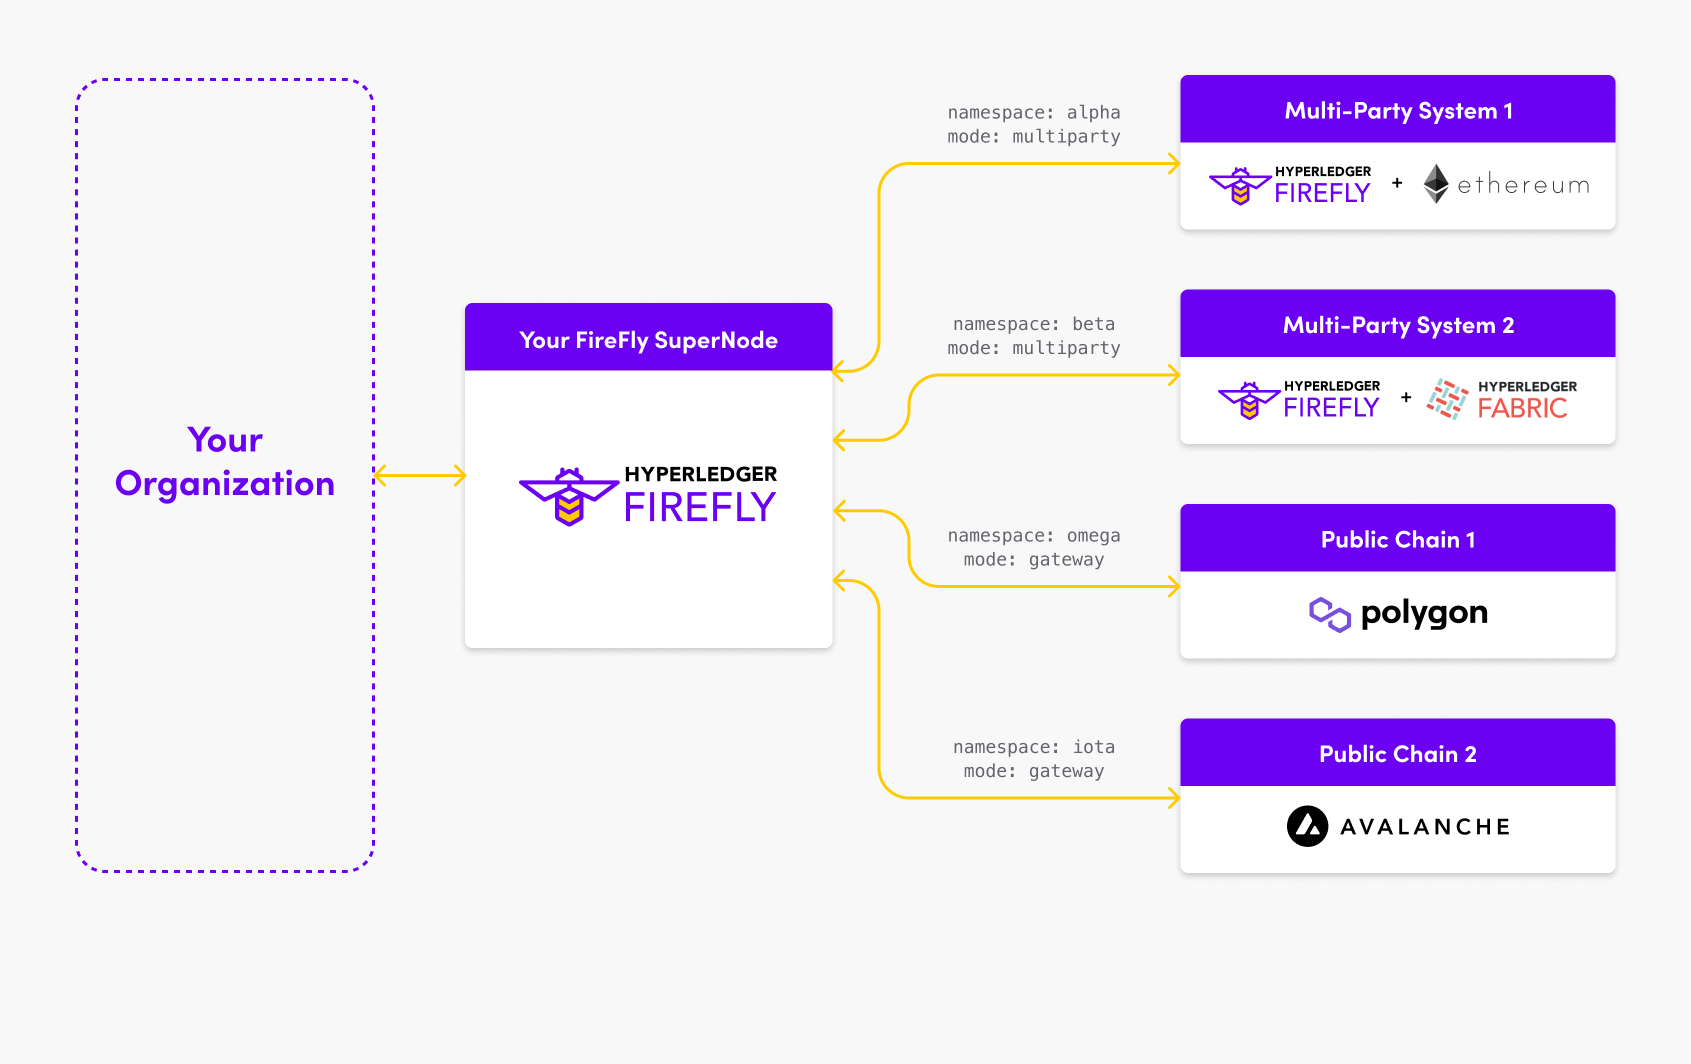 Your
Organization
Your FireFly SuperNode
HYPERLEDGER
FIREFLY
namespace: alpha
mode: multiparty
namespace: beta
mode: multiparty
namespace: omega
mode: gateway
namespace: iota
mode: gateway
Multi-Party System 1
HYPERLEDGER
FIREFLY
+
ethereum
Multi-Party System 2
HYPERLEDGER
FIREFLY
+
HYPERLEDGER
FABRIC
Public Chain 1
polygon
Public Chain 2
AVALANCHE